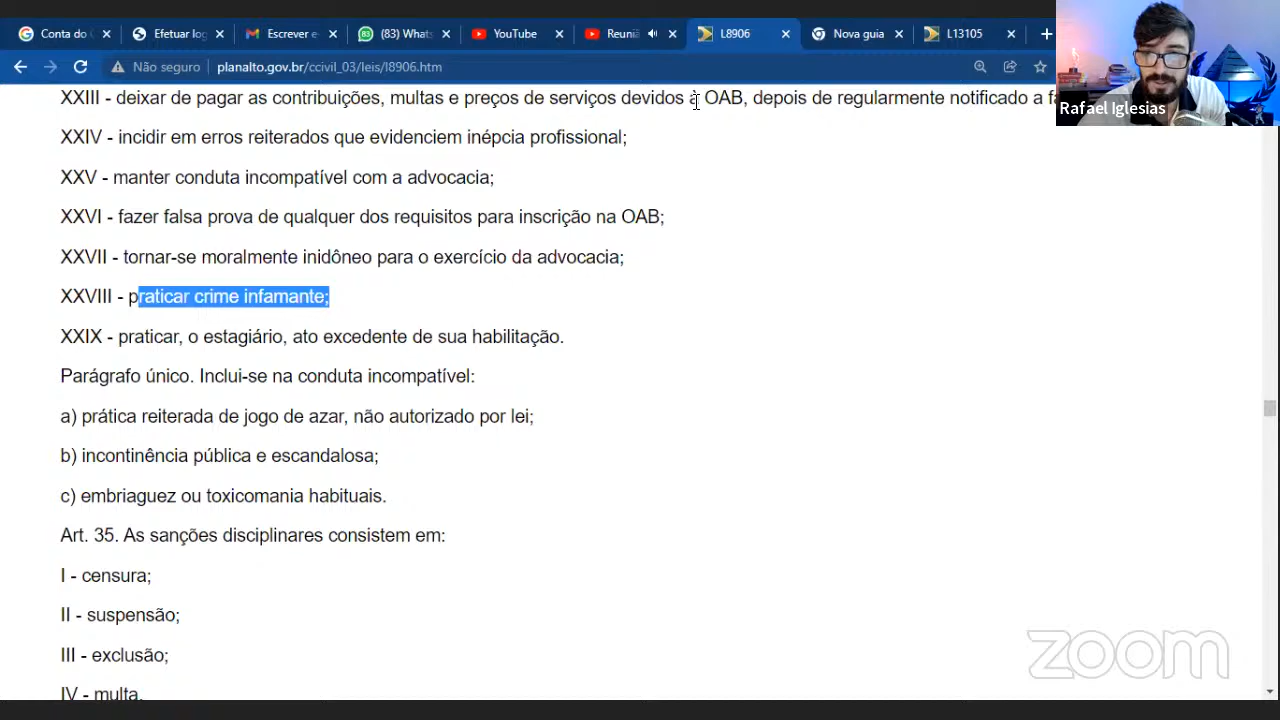 Conta do G
Efetuar log
Escrever e-
(83) Whats
YouTube
Reuniã
L8906
Nova guia
L13105
Não seguro
planalto.gov.br/ccivil_03/leis/l8906.htm
XXIII - deixar de pagar as contribuições, multas e preços de serviços devidos à OAB, depois de regularmente notificado a fa
Rafael Iglesias
XXIV - incidir em erros reiterados que evidenciem inépcia profissional;
XXV - manter conduta incompatível com a advocacia;
XXVI - fazer falsa prova de qualquer dos requisitos para inscrição na OAB;
XXVII - tornar-se moralmente inidôneo para o exercício da advocacia;
XXVIII - praticar crime infamante;
XXIX - praticar, o estagiário, ato excedente de sua habilitação.
Parágrafo único. Inclui-se na conduta incompatível:
a) prática reiterada de jogo de azar, não autorizado por lei;
b) incontinência pública e escandalosa;
c) embriaguez ou toxicomania habituais.
Art. 35. As sanções disciplinares consistem em:
I - censura;
II - suspensão;
III - exclusão;
IV - multa.
zoom